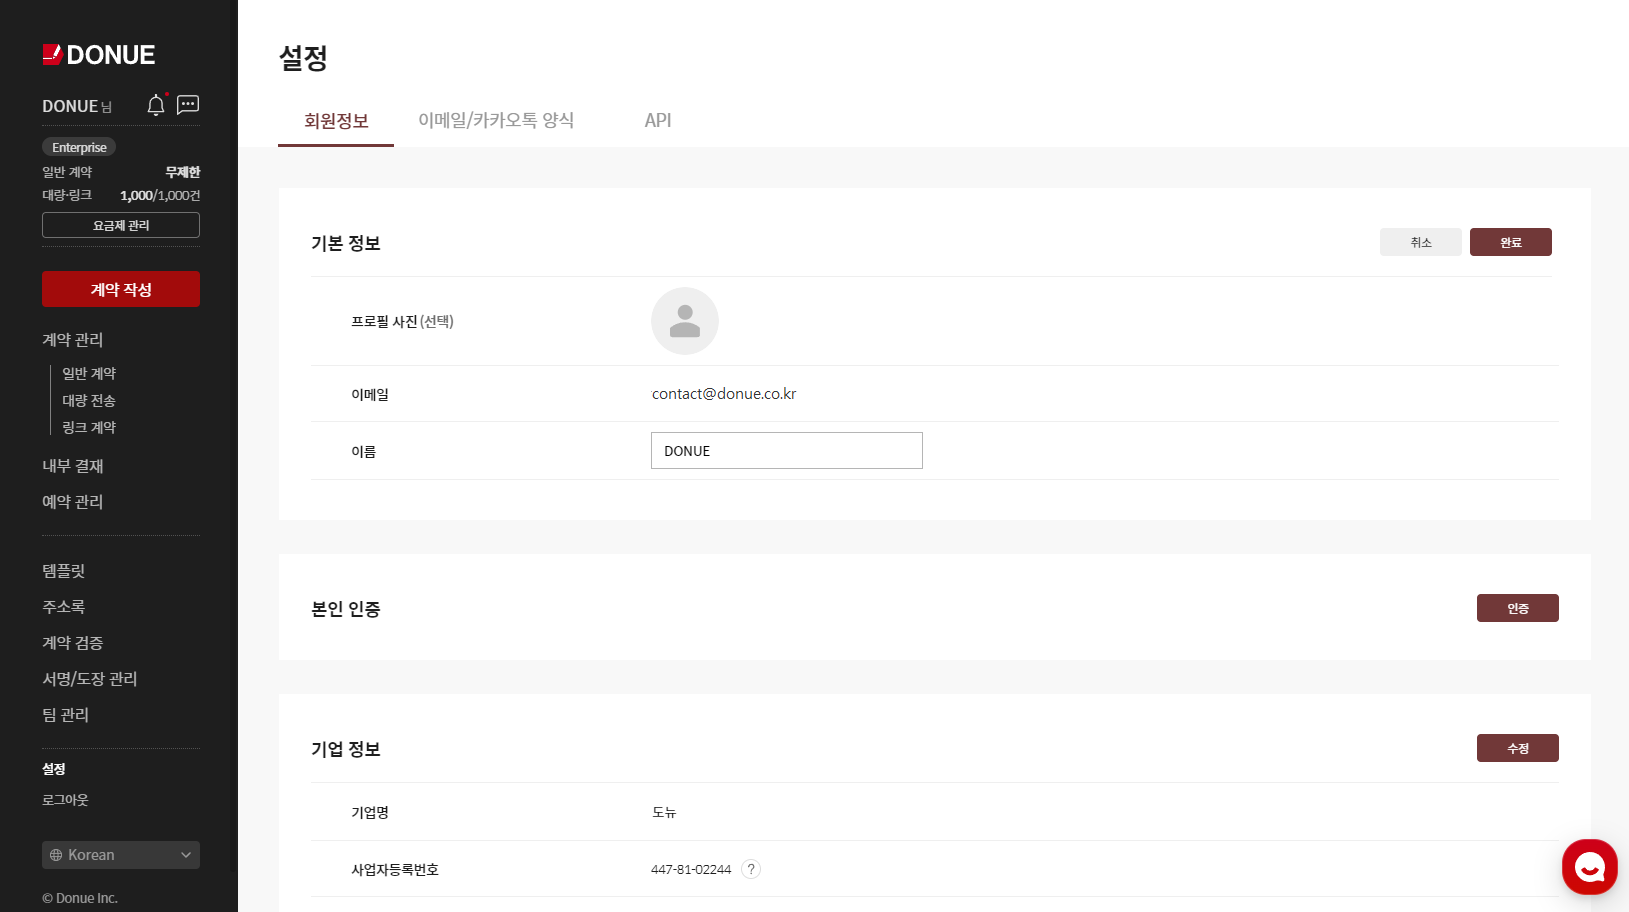 DONUE
DONUE 님
Enterprise
일반 계약 무제한
대량·링크 1,000/1,000건
요금제 관리
계약 작성
계약 관리
일반 계약
대량 전송
링크 계약
내부 결재
예약 관리
템플릿
주소록
계약 검증
서명/도장 관리
팀 관리
설정
로그아웃
Korean
© Donue Inc.
설정
회원정보 이메일/카카오톡 양식 API
기본 정보 취소 완료
프로필 사진 (선택)
이메일 contact@donue.co.kr
이름 DONUE
본인 인증 인증
기업 정보 수정
기업명 도뉴
사업자등록번호 447-81-02244 ?